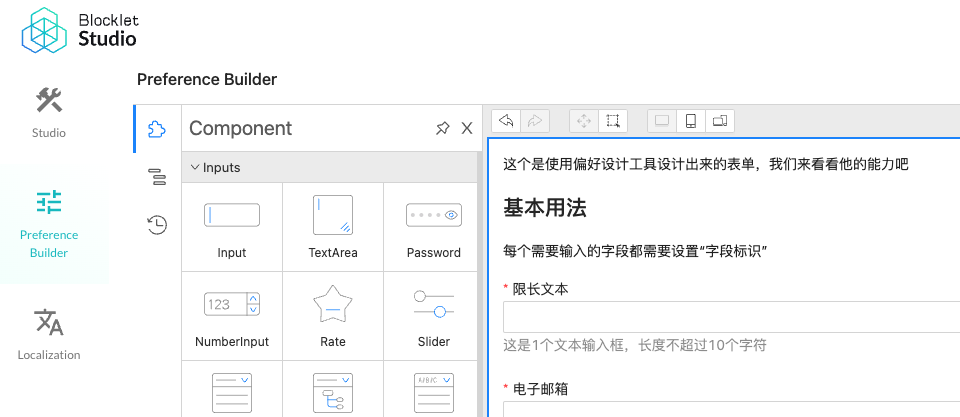 Blocklet
Studio
Preference Builder
Studio
Preference
Builder
Localization
Component
Inputs
Input
TextArea
Password
123
NumberInput
Rate
Slider
这个是使用偏好设计工具设计出来的表单，我们来看看他的能力吧
基本用法
每个需要输入的字段都需要设置“字段标识”
* 限长文本
这是1个文本输入框，长度不超过10个字符
* 电子邮箱